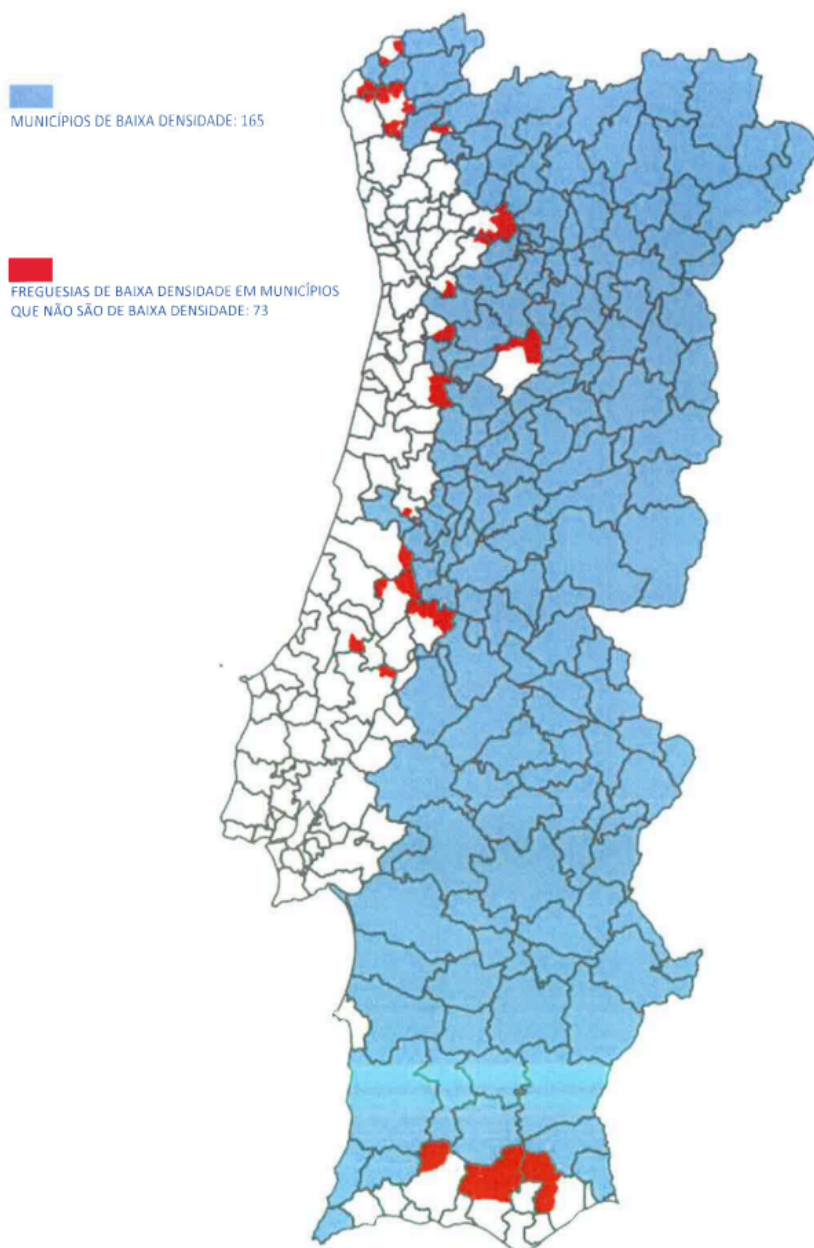 MUNICÍPIOS DE BAIXA DENSIDADE: 165
FREGUESIAS DE BAIXA DENSIDADE EM MUNICÍPIOS
QUE NÃO SÃO DE BAIXA DENSIDADE: 73